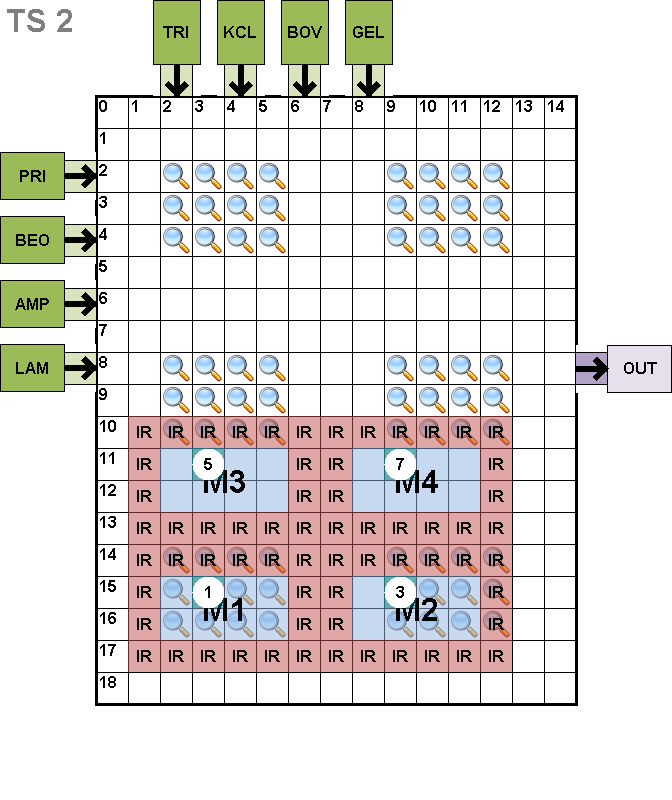 TS 2
TRI KCL BOV GEL
0 1 2 3 4 5 6 7 8 9 10 11 12 13 14
1
PRI 2
3
BEO 4
5
AMP 6
7
LAM 8 OUT
9
10 IR IR IR IR IR IR IR IR IR IR IR IR
11 IR 5 IR IR 7 IR
M3 M4
12 IR IR IR IR
13 IR IR IR IR IR IR IR IR IR IR IR IR
14 IR IR IR IR IR IR IR IR IR IR IR IR
15 IR 1 IR IR 3 IR
M1 M2
16 IR IR IR IR
17 IR IR IR IR IR IR IR IR IR IR IR IR
18